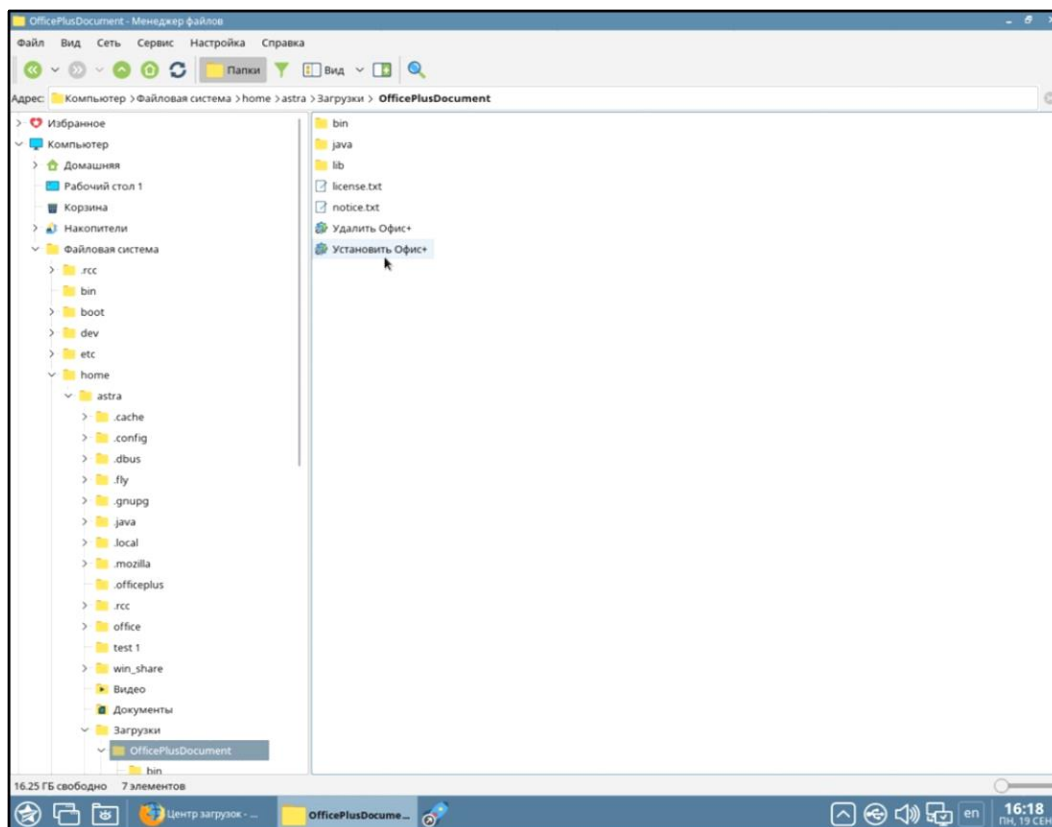 OfficePlusDocument - Менеджер файлов
Файл Вид Сеть Сервис Настройка Справка
Папки Вид
Адрес: Компьютер > Файловая система > home > astra > Загрузки > OfficePlusDocument
Избранное
Компьютер
Домашняя
Рабочий стол 1
Корзина
Накопители
Файловая система
.rcc
bin
boot
dev
etc
home
astra
.cache
.config
.dbus
.fly
.gnupg
.java
.local
.mozilla
.officeplus
.rcc
office
test 1
win_share
Видео
Документы
Загрузки
OfficePlusDocument
bin
bin
java
lib
license.txt
notice.txt
Удалить Офис+
Установить Офис+
16.25 ГБ свободно 7 элементов
Центр загрузок - ...
OfficePlusDocume...
en
16:18
ПН, 19 СЕН